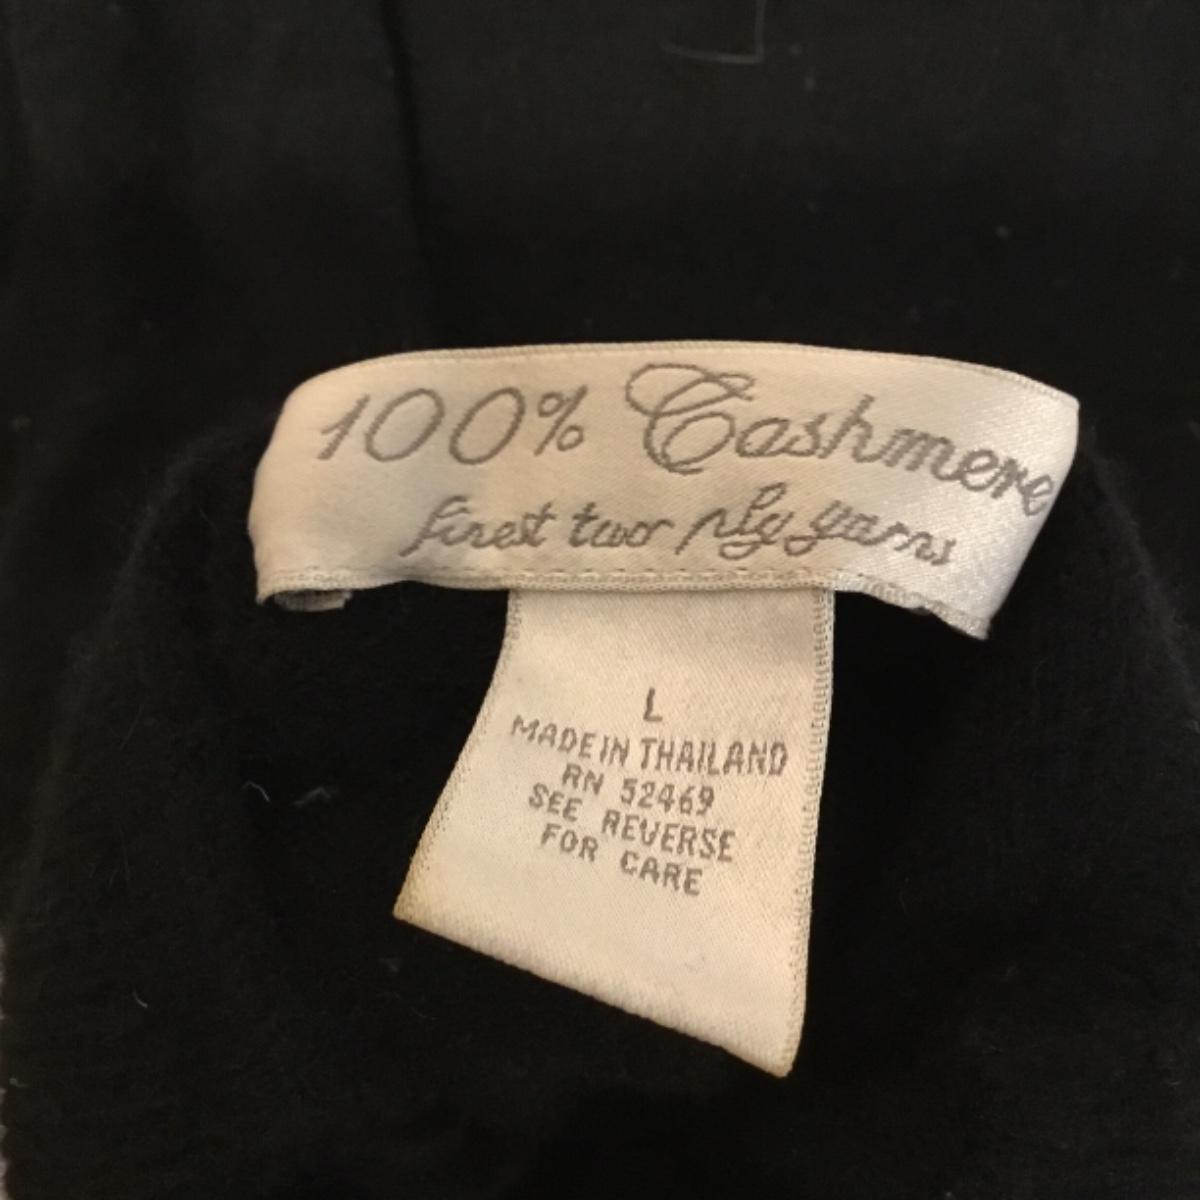 100% Cashmere
finest two ply yarns
L
MADE IN THAILAND
RN 52469
SEE REVERSE
FOR CARE